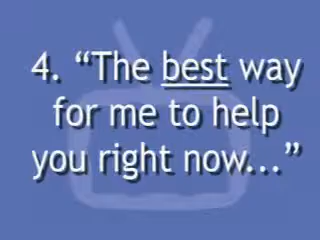 4. “The best way
for me to help
you right now...”